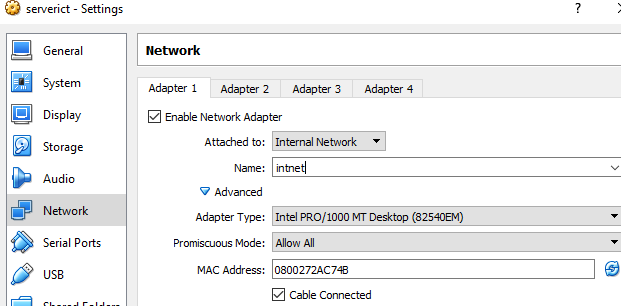 serverict - Settings
?
General
System
Display
Storage
Audio
Network
Serial Ports
USB
Shared Folders
Network
Adapter 1 Adapter 2 Adapter 3 Adapter 4
Enable Network Adapter
Attached to: Internal Network
Name: intnet
Advanced
Adapter Type: Intel PRO/1000 MT Desktop (82540EM)
Promiscuous Mode: Allow All
MAC Address: 0800272AC74B
Cable Connected